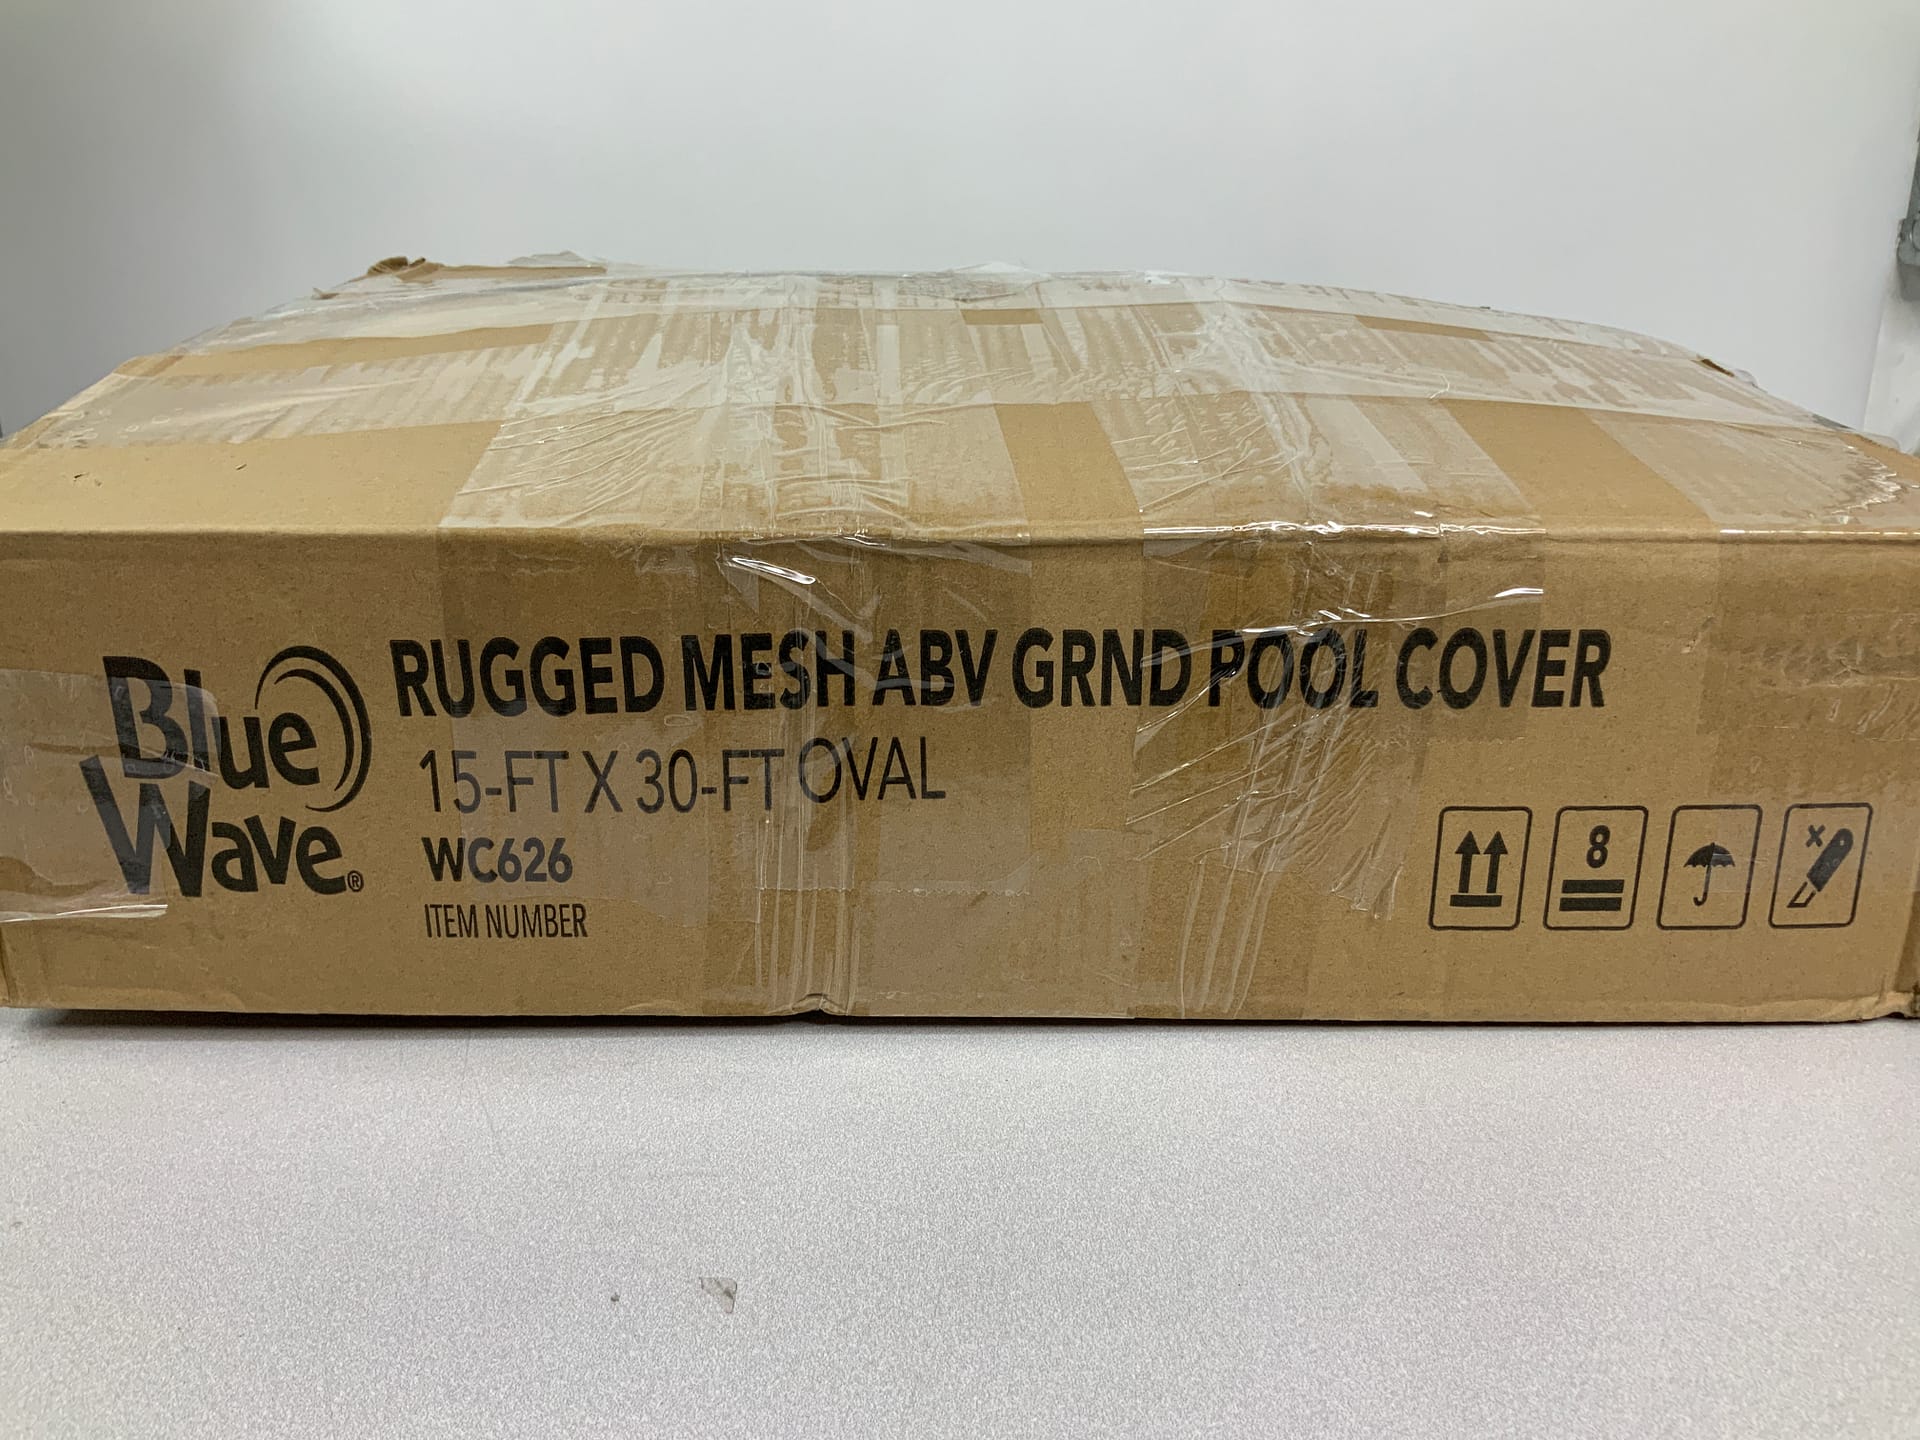 Blue
Wave®
RUGGED MESH ABV GRND POOL COVER
15-FT X 30-FT OVAL
WC626
ITEM NUMBER
8